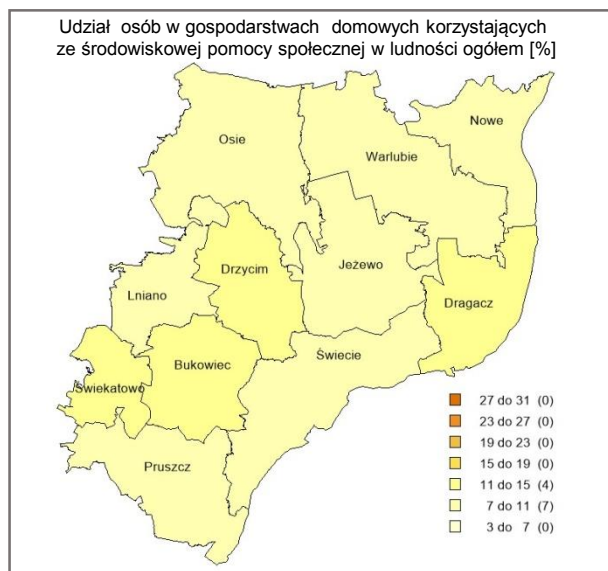 Udział osób w gospodarstwach domowych korzystających
ze środowiskowej pomocy społecznej w ludności ogółem [%]
Nowe
Osie
Warlubie
Drzycim
Jeżewo
Lniano
Dragacz
Świecie
Bukowiec
Świekatowo
Pruszcz
27 do 31 (0)
23 do 27 (0)
19 do 23 (0)
15 do 19 (0)
11 do 15 (4)
7 do 11 (7)
3 do 7 (0)